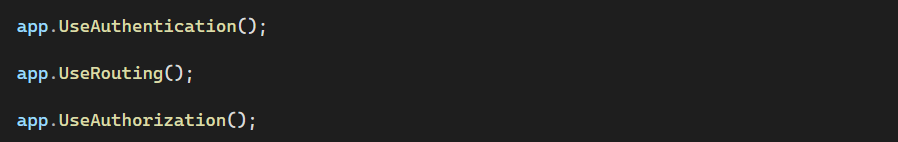 app.UseAuthentication();
app.UseRouting();
app.UseAuthorization();